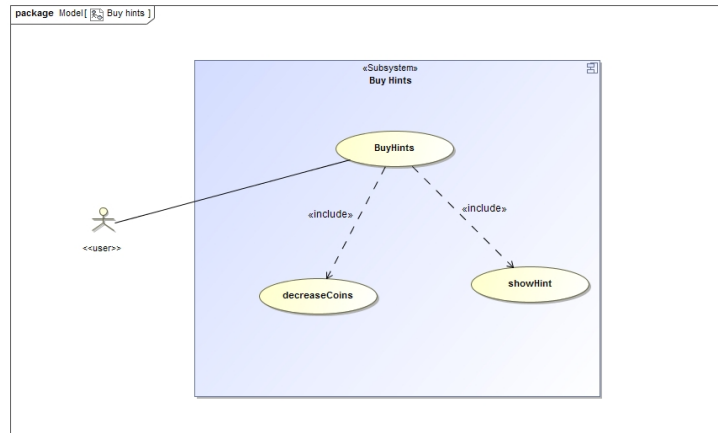 package Model [ Buy hints ]
«Subsystem»
Buy Hints
BuyHints
«include»
«include»
<<user>>
decreaseCoins
showHint